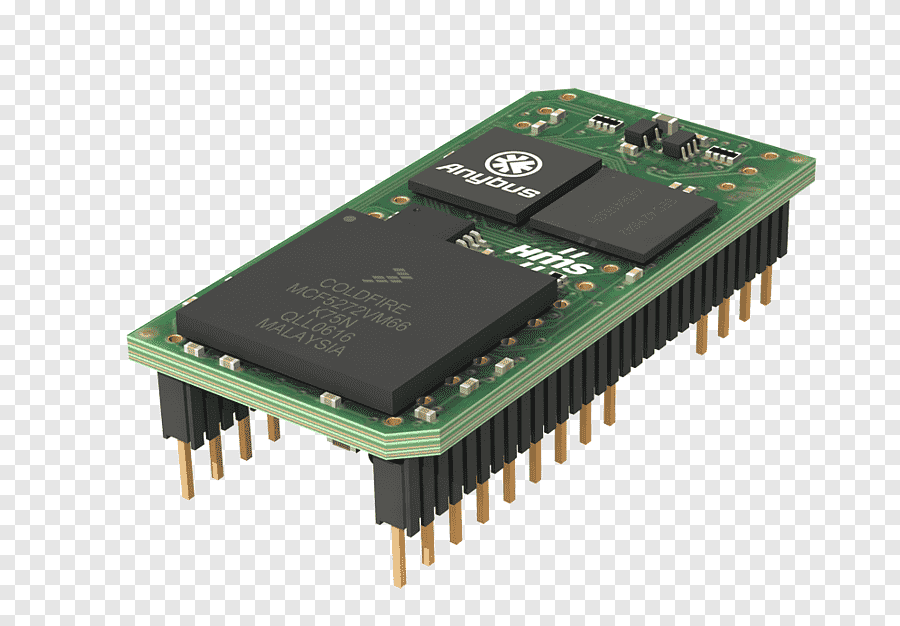 Anybus
HMS
COLDFIRE
MCF5272VM66
K75N
QLL0616
MALAYSIA